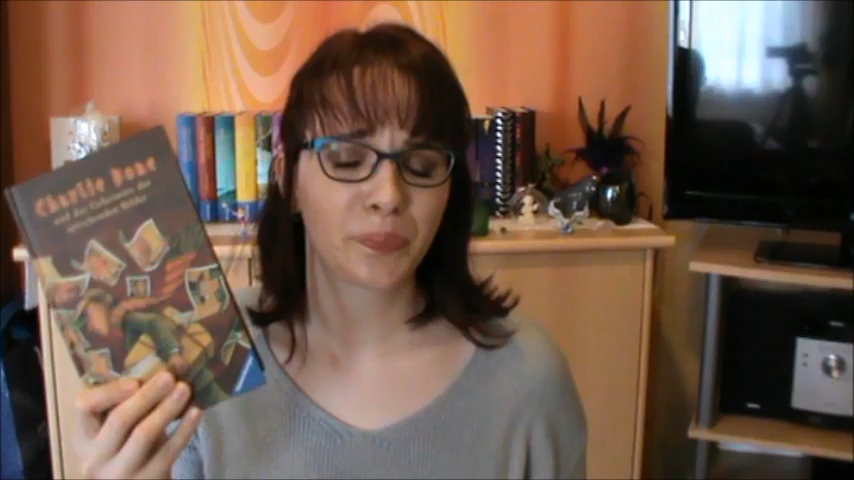 Charlie Bone
und das Geheimnis der
sprechenden Bilder